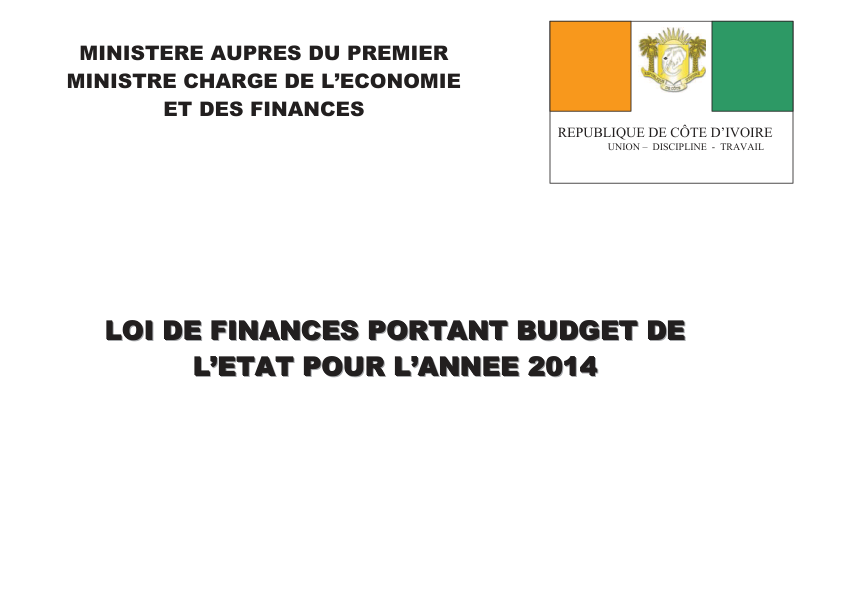 MINISTERE AUPRES DU PREMIER
MINISTRE CHARGE DE L’ECONOMIE
ET DES FINANCES
REPUBLIQUE DE CÔTE D’IVOIRE
UNION – DISCIPLINE - TRAVAIL
LOI DE FINANCES PORTANT BUDGET DE
L’ETAT POUR L’ANNEE 2014